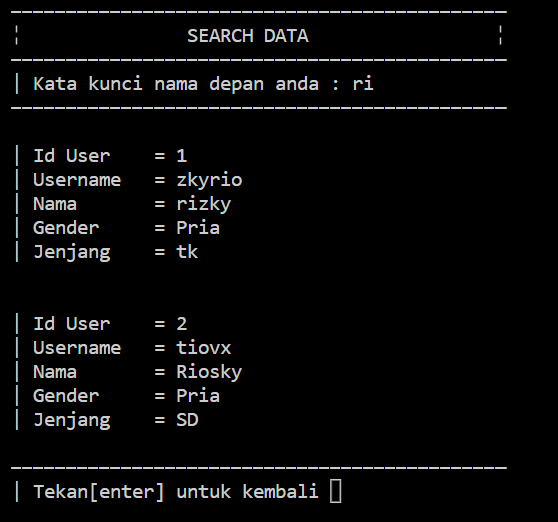 SEARCH DATA
| Kata kunci nama depan anda : ri
| Id User = 1
| Username = zkyrio
| Nama = rizky
| Gender = Pria
| Jenjang = tk
| Id User = 2
| Username = tiovx
| Nama = Riosky
| Gender = Pria
| Jenjang = SD
| Tekan[enter] untuk kembali